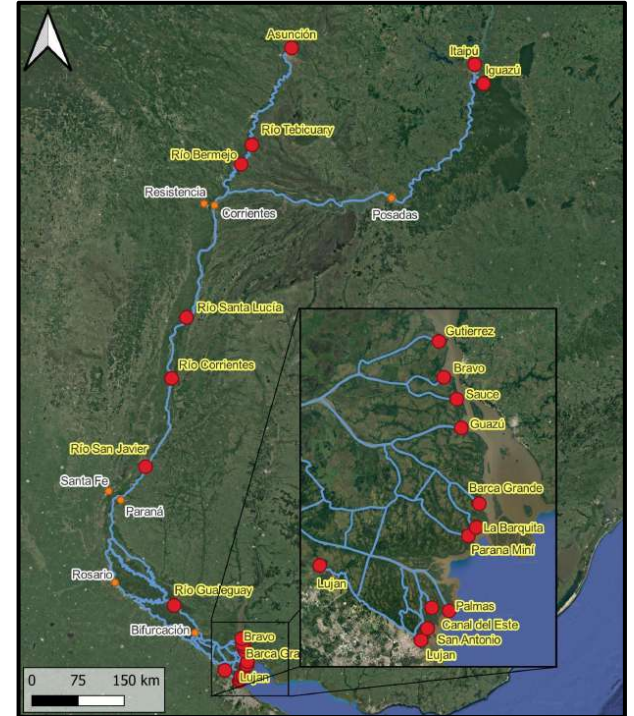 Asunción
Itaipú
Iguazú
Río Tebicuary
Río Bermejo
Resistencia
Corrientes
Posadas
Río Santa Lucía
Río Corrientes
Río San Javier
Santa Fe
Paraná
Rosario
Río Gualeguay
Bifurcación
Bravo
Barca Gra
Lujan
Gutierrez
Bravo
Sauce
Guazú
Barca Grande
La Barquita
Parana Miní
Lujan
Palmas
Canal del Este
San Antonio
Lujan
0 75 150 km